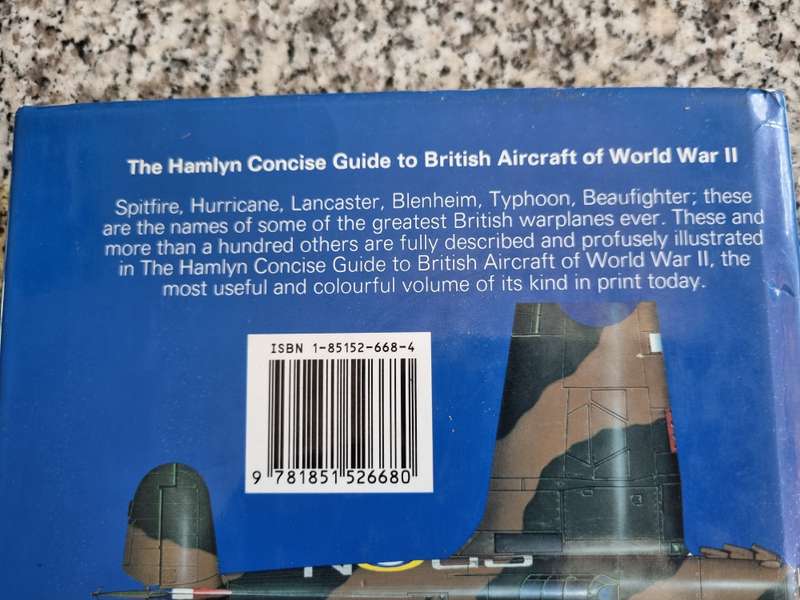 The Hamlyn Concise Guide to British Aircraft of World War II
Spitfire, Hurricane, Lancaster, Blenheim, Typhoon, Beaufighter; these
are the names of some of the greatest British warplanes ever. These and
more than a hundred others are fully described and profusely illustrated
in The Hamlyn Concise Guide to British Aircraft of World War II, the
most useful and colourful volume of its kind in print today.
ISBN 1-85152-668-4
9 781851 526680